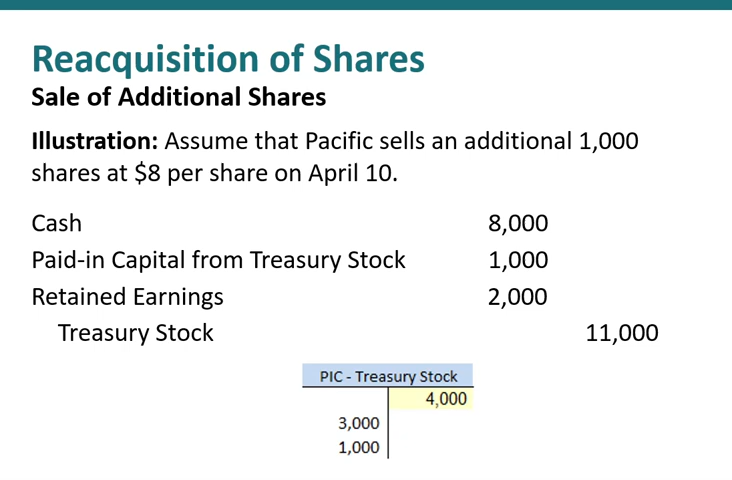 Reacquisition of Shares
Sale of Additional Shares
Illustration: Assume that Pacific sells an additional 1,000
shares at $8 per share on April 10.
Cash 8,000
Paid-in Capital from Treasury Stock 1,000
Retained Earnings 2,000
Treasury Stock 11,000
PIC - Treasury Stock
4,000
3,000
1,000